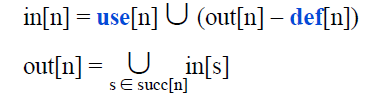 in[n] = use[n] ∪ (out[n] – def[n])
out[n] = ∪ in[s]
s ∈ succ[n]